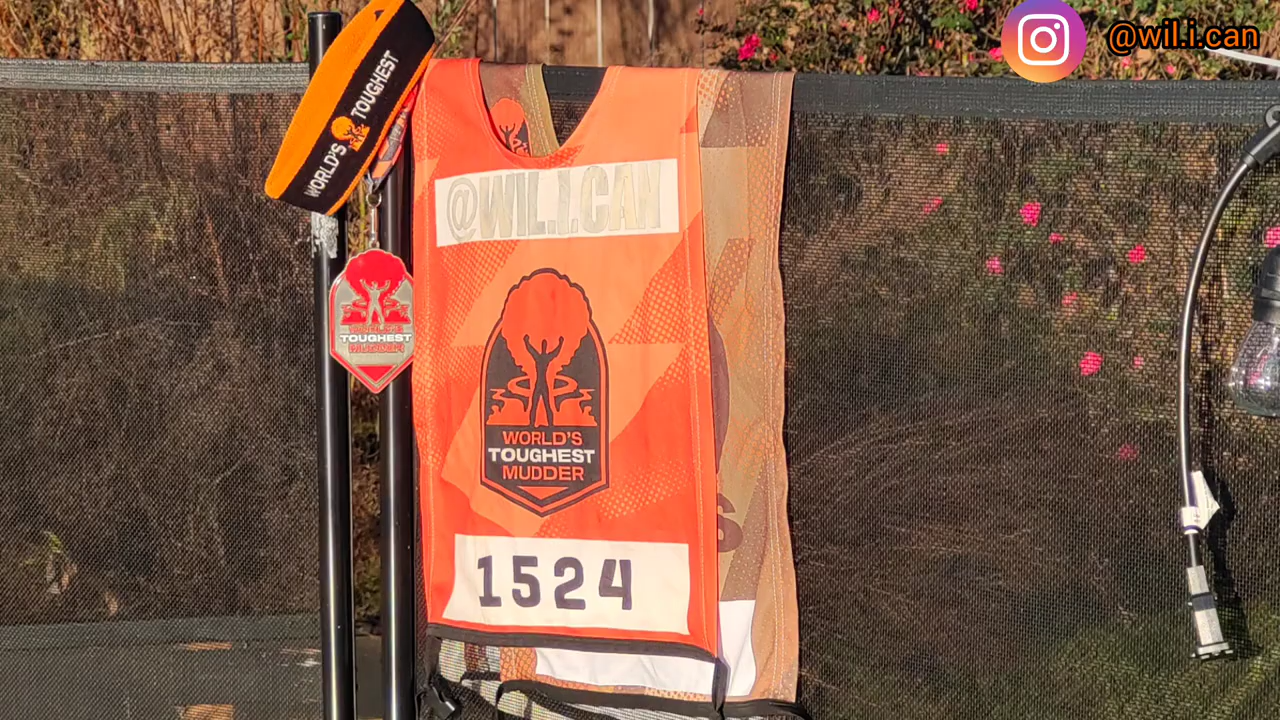 @wil.i.can
WORLD'S TOUGHEST
@WIL.I.CAN
WORLD'S
TOUGHEST
MUDDER
WORLD'S
TOUGHEST
MUDDER
1524